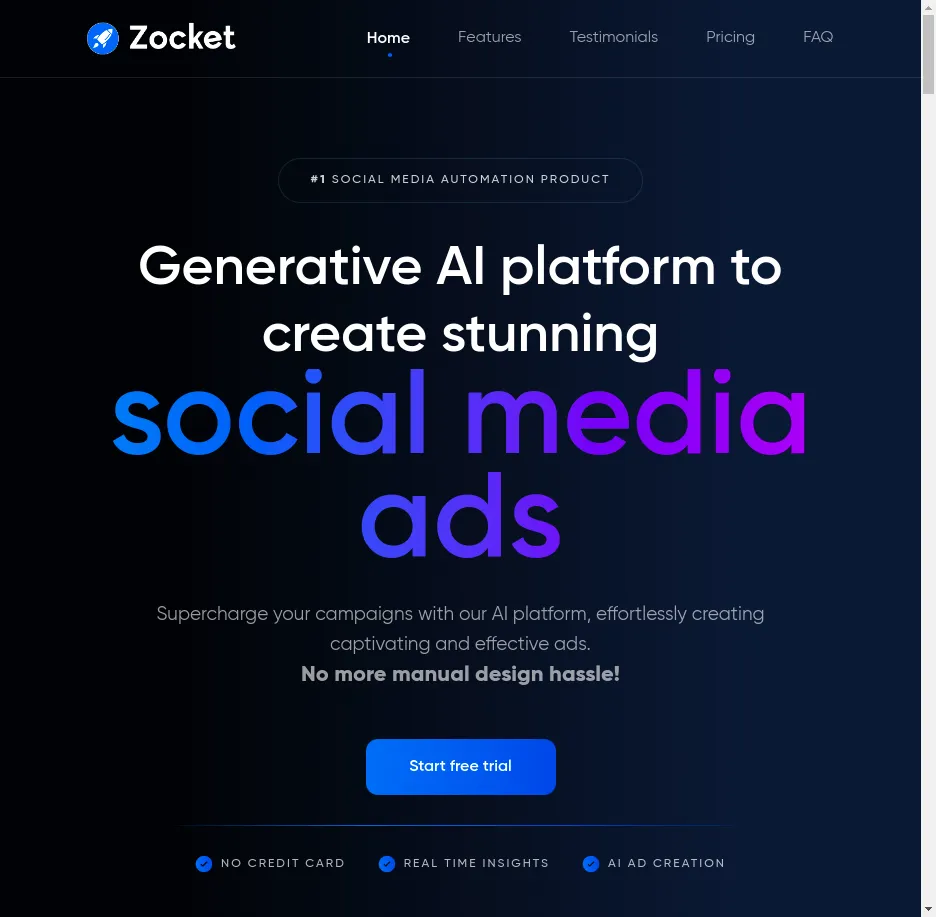 Zocket
Home
Features
Testimonials
Pricing
FAQ
#1 SOCIAL MEDIA AUTOMATION PRODUCT
Generative AI platform to
create stunning
social media
ads
Supercharge your campaigns with our AI platform, effortlessly creating
captivating and effective ads.
No more manual design hassle!
Start free trial
NO CREDIT CARD
REAL TIME INSIGHTS
AI AD CREATION